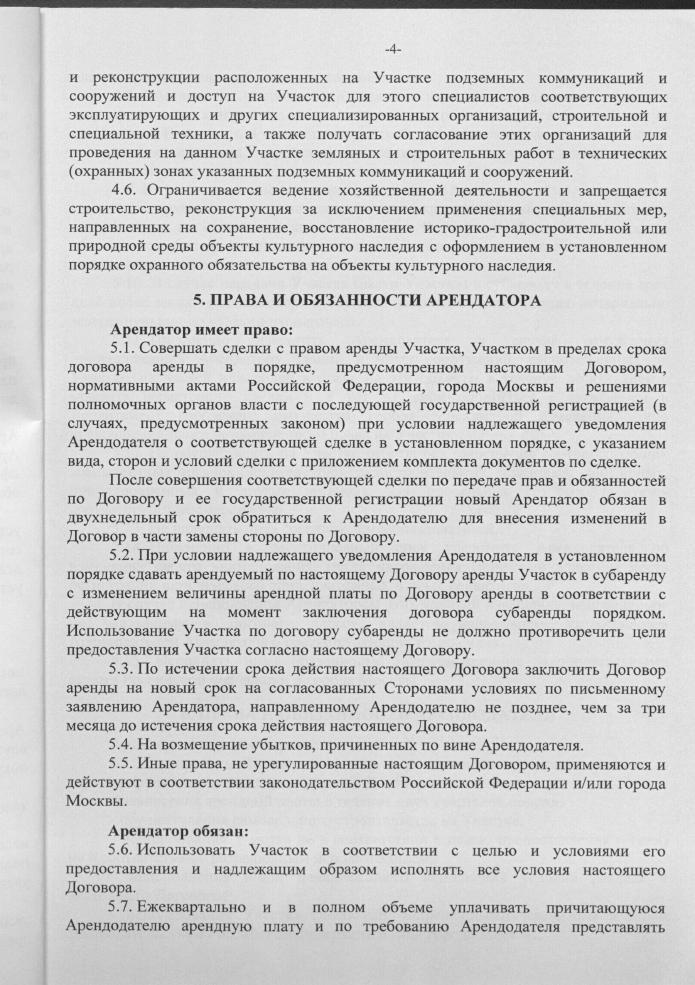 -4-
и реконструкции расположенных на Участке подземных коммуникаций и
сооружений и доступ на Участок для этого специалистов соответствующих
эксплуатирующих и других специализированных организаций, строительной и
специальной техники, а также получать согласование этих организаций для
проведения на данном Участке земляных и строительных работ в технических
(охранных) зонах указанных подземных коммуникаций и сооружений.
4.6. Ограничивается ведение хозяйственной деятельности и запрещается
строительство, реконструкция за исключением применения специальных мер,
направленных на сохранение, восстановление историко-градостроительной или
природной среды объекты культурного наследия с оформлением в установленном
порядке охранного обязательства на объекты культурного наследия.
5. ПРАВА И ОБЯЗАННОСТИ АРЕНДАТОРА
Арендатор имеет право:
5.1. Совершать сделки с правом аренды Участка, Участком в пределах срока
договора аренды в порядке, предусмотренном настоящим Договором,
нормативными актами Российской Федерации, города Москвы и решениями
полномочных органов власти с последующей государственной регистрацией (в
случаях, предусмотренных законом) при условии надлежащего уведомления
Арендодателя о соответствующей сделке в установленном порядке, с указанием
вида, сторон и условий сделки с приложением комплекта документов по сделке.
После совершения соответствующей сделки по передаче прав и обязанностей
по Договору и ее государственной регистрации новый Арендатор обязан в
двухнедельный срок обратиться к Арендодателю для внесения изменений в
Договор в части замены стороны по Договору.
5.2. При условии надлежащего уведомления Арендодателя в установленном
порядке сдавать арендуемый по настоящему Договору аренды Участок в субаренду
с изменением величины арендной платы по Договору аренды в соответствии с
действующим на момент заключения договора субаренды порядком.
Использование Участка по договору субаренды не должно противоречить цели
предоставления Участка согласно настоящему Договору.
5.3. По истечении срока действия настоящего Договора заключить Договор
аренды на новый срок на согласованных Сторонами условиях по письменному
заявлению Арендатора, направленному Арендодателю не позднее, чем за три
месяца до истечения срока действия настоящего Договора.
5.4. На возмещение убытков, причиненных по вине Арендодателя.
5.5. Иные права, не урегулированные настоящим Договором, применяются и
действуют в соответствии законодательством Российской Федерации и/или города
Москвы.
Арендатор обязан:
5.6. Использовать Участок в соответствии с целью и условиями его
предоставления и надлежащим образом исполнять все условия настоящего
Договора.
5.7. Ежеквартально и в полном объеме уплачивать причитающуюся
Арендодателю арендную плату и по требованию Арендодателя представлять